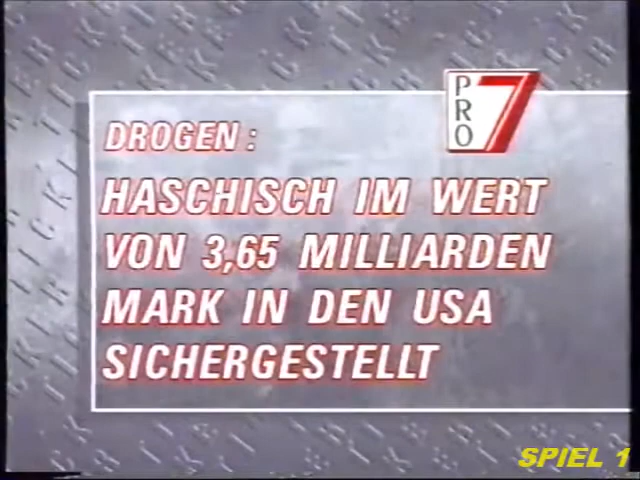 PRO 7
DROGEN:
HASCHISCH IM WERT
VON 3,65 MILLIARDEN
MARK IN DEN USA
SICHERGESTELLT
SPIEL 1